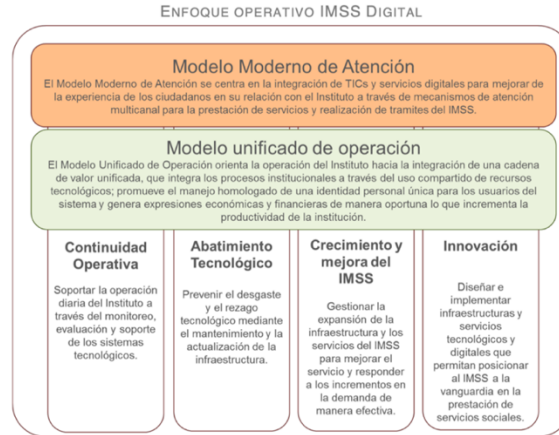 ENFOQUE OPERATIVO IMSS DIGITAL
Modelo Moderno de Atención
El Modelo Moderno de Atención se centra en la integración de TICs y servicios digitales para mejorar de
la experiencia de los ciudadanos en su relación con el Instituto a través de mecanismos de atención
multicanal para la prestación de servicios y realización de tramites del IMSS.
Modelo unificado de operación
El Modelo Unificado de Operación orienta la operación del Instituto hacia la integración de una cadena
de valor unificada, que integra los procesos institucionales a través del uso compartido de recursos
tecnológicos; promueve el manejo homologado de una identidad personal única para los usuarios del
sistema y genera expresiones económicas y financieras de manera oportuna lo que incrementa la
productividad de la institución.
Continuidad
Operativa
Soportar la operación
diaria del Instituto a
través del monitoreo,
evaluación y soporte
de los sistemas
tecnológicos.
Abatimiento
Tecnológico
Prevenir el desgaste
y el rezago
tecnológico mediante
el mantenimiento y la
actualización de la
infraestructura.
Crecimiento y
mejora del
IMSS
Gestionar la
expansión de la
infraestructura y los
servicios del IMSS
para mejorar el
servicio y responder
a los incrementos en
la demanda de
manera efectiva.
Innovación
Diseñar e
implementar
infraestructuras y
servicios
tecnológicos y
digitales que
permitan posicionar
al IMSS a la
vanguardia en la
prestación de
servicios sociales.